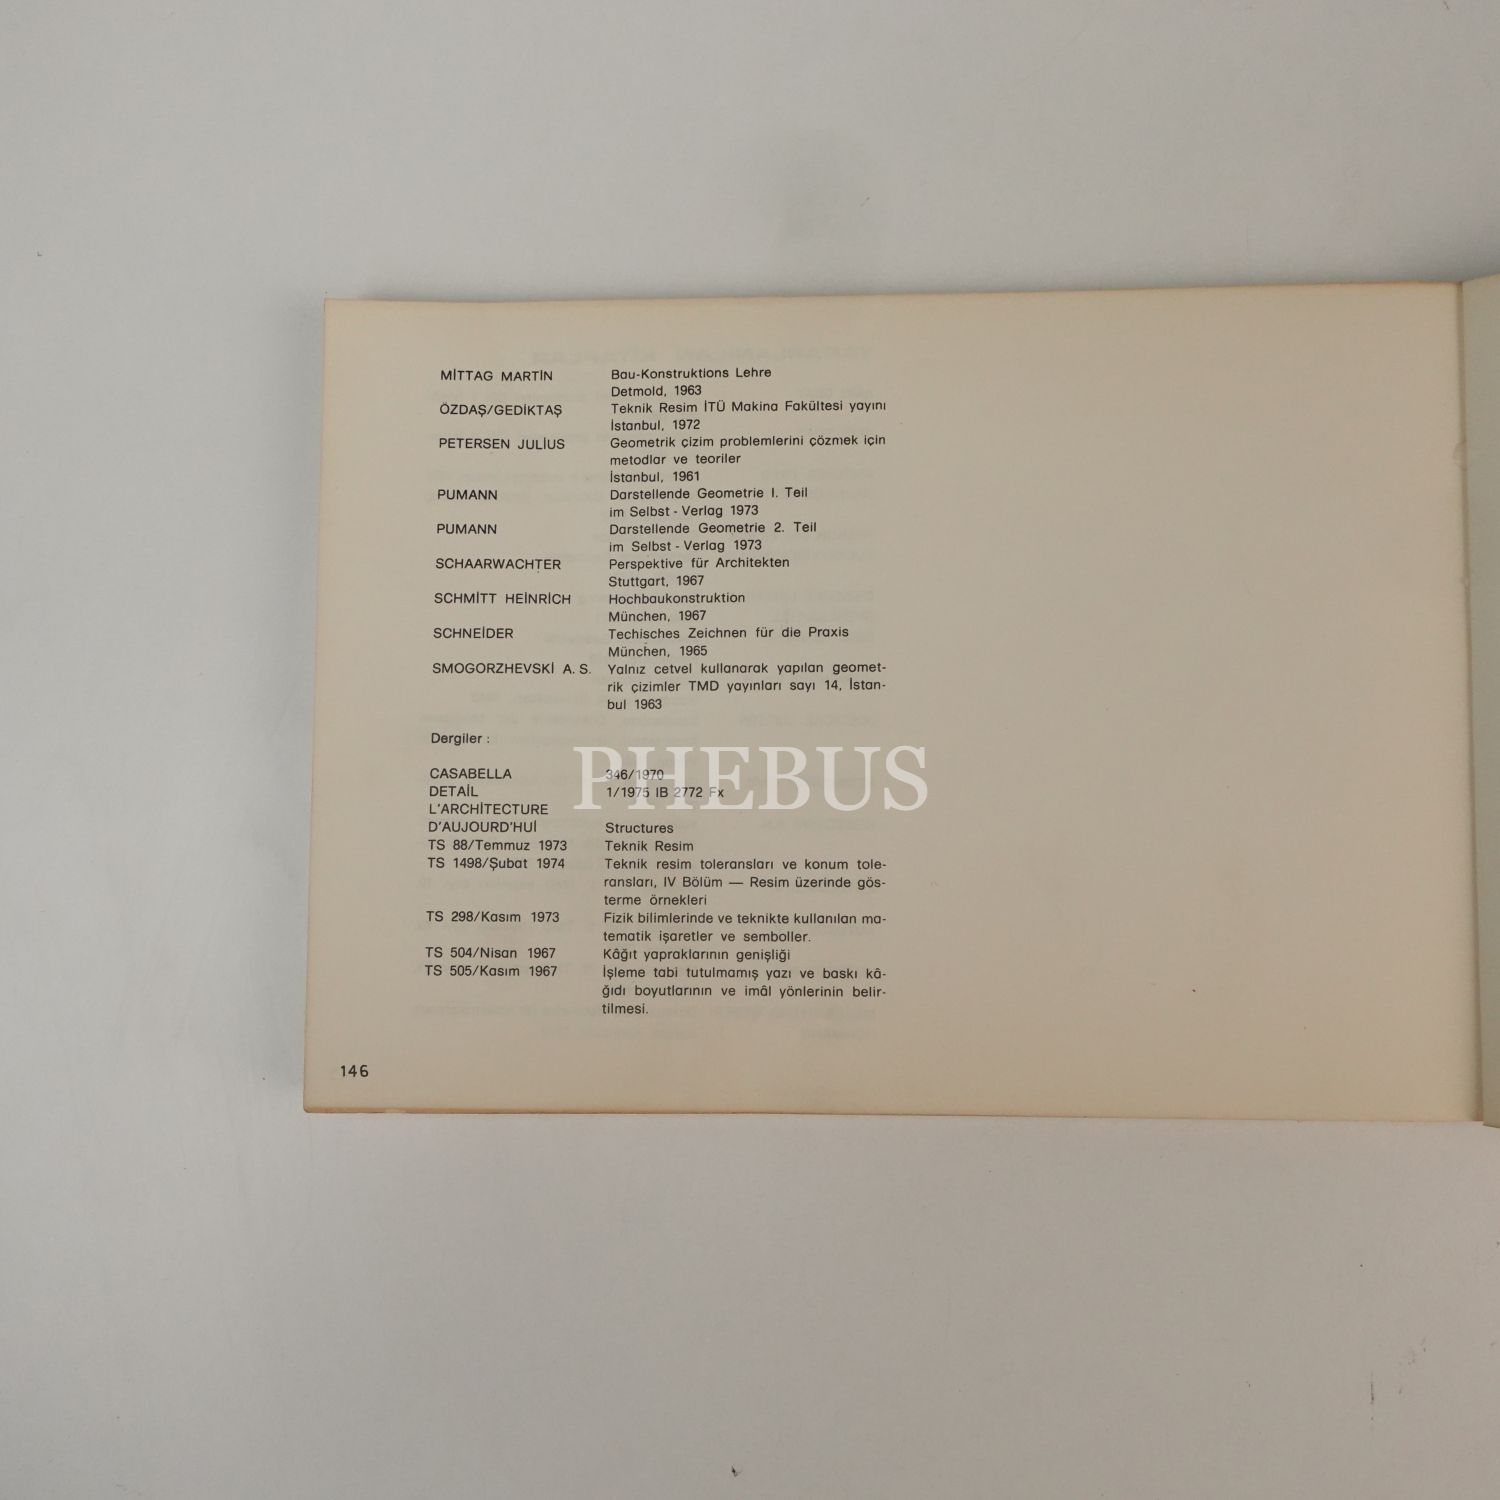 MİTTAG MARTİN Bau-Konstruktions Lehre
Detmold, 1963
ÖZDAŞ/GEDİKTAŞ Teknik Resim İTÜ Makina Fakültesi yayını
İstanbul, 1972
PETERSEN JULİUS Geometrik çizim problemlerini çözmek için
metodlar ve teoriler
İstanbul, 1961
PUMANN Darstellende Geometrie I. Teil
im Selbst - Verlag 1973
PUMANN Darstellende Geometrie 2. Teil
im Selbst - Verlag 1973
SCHAARWACHTER Perspektive für Architekten
Stuttgart, 1967
SCHMİTT HEİNRİCH Hochbaukonstruktion
München, 1967
SCHNEİDER Techisches Zeichnen für die Praxis
München, 1965
SMOGORZHEVSKİ A. S. Yalnız cetvel kullanarak yapılan geomet-
rik çizimler TMD yayınları sayı 14, İstan-
bul 1963
Dergiler :
PHEBUS
CASABELLA 346/1970
DETAİL 1/1975 IB 2772 Fx
L'ARCHİTECTURE
D'AUJOURD'HUİ Structures
TS 88/Temmuz 1973 Teknik Resim
TS 1498/Şubat 1974 Teknik resim toleransları ve konum tole-
ransları, IV Bölüm — Resim üzerinde gös-
terme örnekleri
TS 298/Kasım 1973 Fizik bilimlerinde ve teknikte kullanılan ma-
tematik işaretler ve semboller.
TS 504/Nisan 1967 Kâğıt yapraklarının genişliği
TS 505/Kasım 1967 İşleme tabi tutulmamış yazı ve baskı kâ-
ğıdı boyutlarının ve imâl yönlerinin belir-
tilmesi.
146